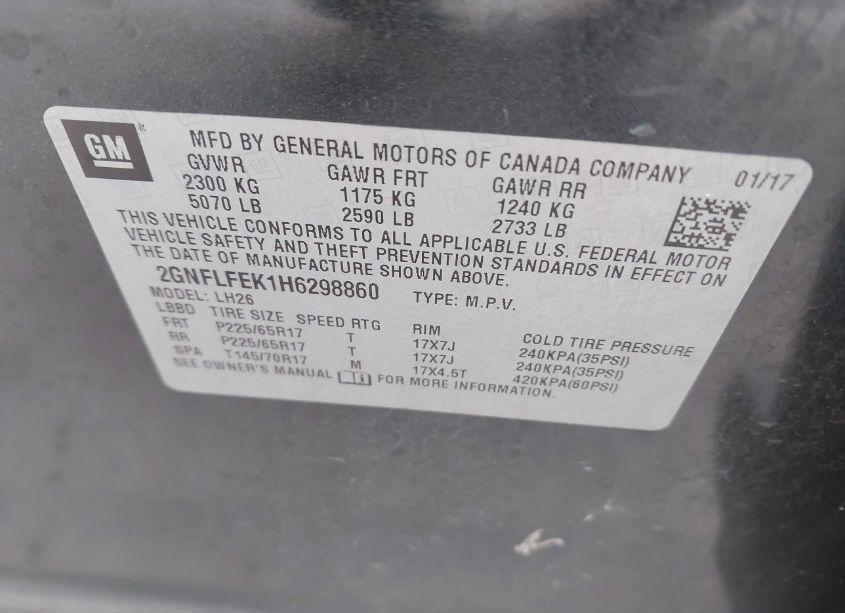 GM
MFD BY GENERAL MOTORS OF CANADA COMPANY 01/17
GVWR GAWR FRT GAWR RR
2300 KG 1175 KG 1240 KG
5070 LB 2590 LB 2733 LB
THIS VEHICLE CONFORMS TO ALL APPLICABLE U.S. FEDERAL MOTOR
VEHICLE SAFETY AND THEFT PREVENTION STANDARDS IN EFFECT ON
THE DATE OF MANUFACTURE SHOWN ABOVE.
2GNFLFEK1H6298860 TYPE: M.P.V.
MODEL: LH26
LBBD TIRE SIZE SPEED RTG RIM COLD TIRE PRESSURE
FRT P225/65R17 T 17X7J 240KPA(35PSI)
RR P225/65R17 T 17X7J 240KPA(35PSI)
SPA T145/70R17 M 17X4.5T 420KPA(60PSI)
SEE OWNER'S MANUAL FOR MORE INFORMATION.